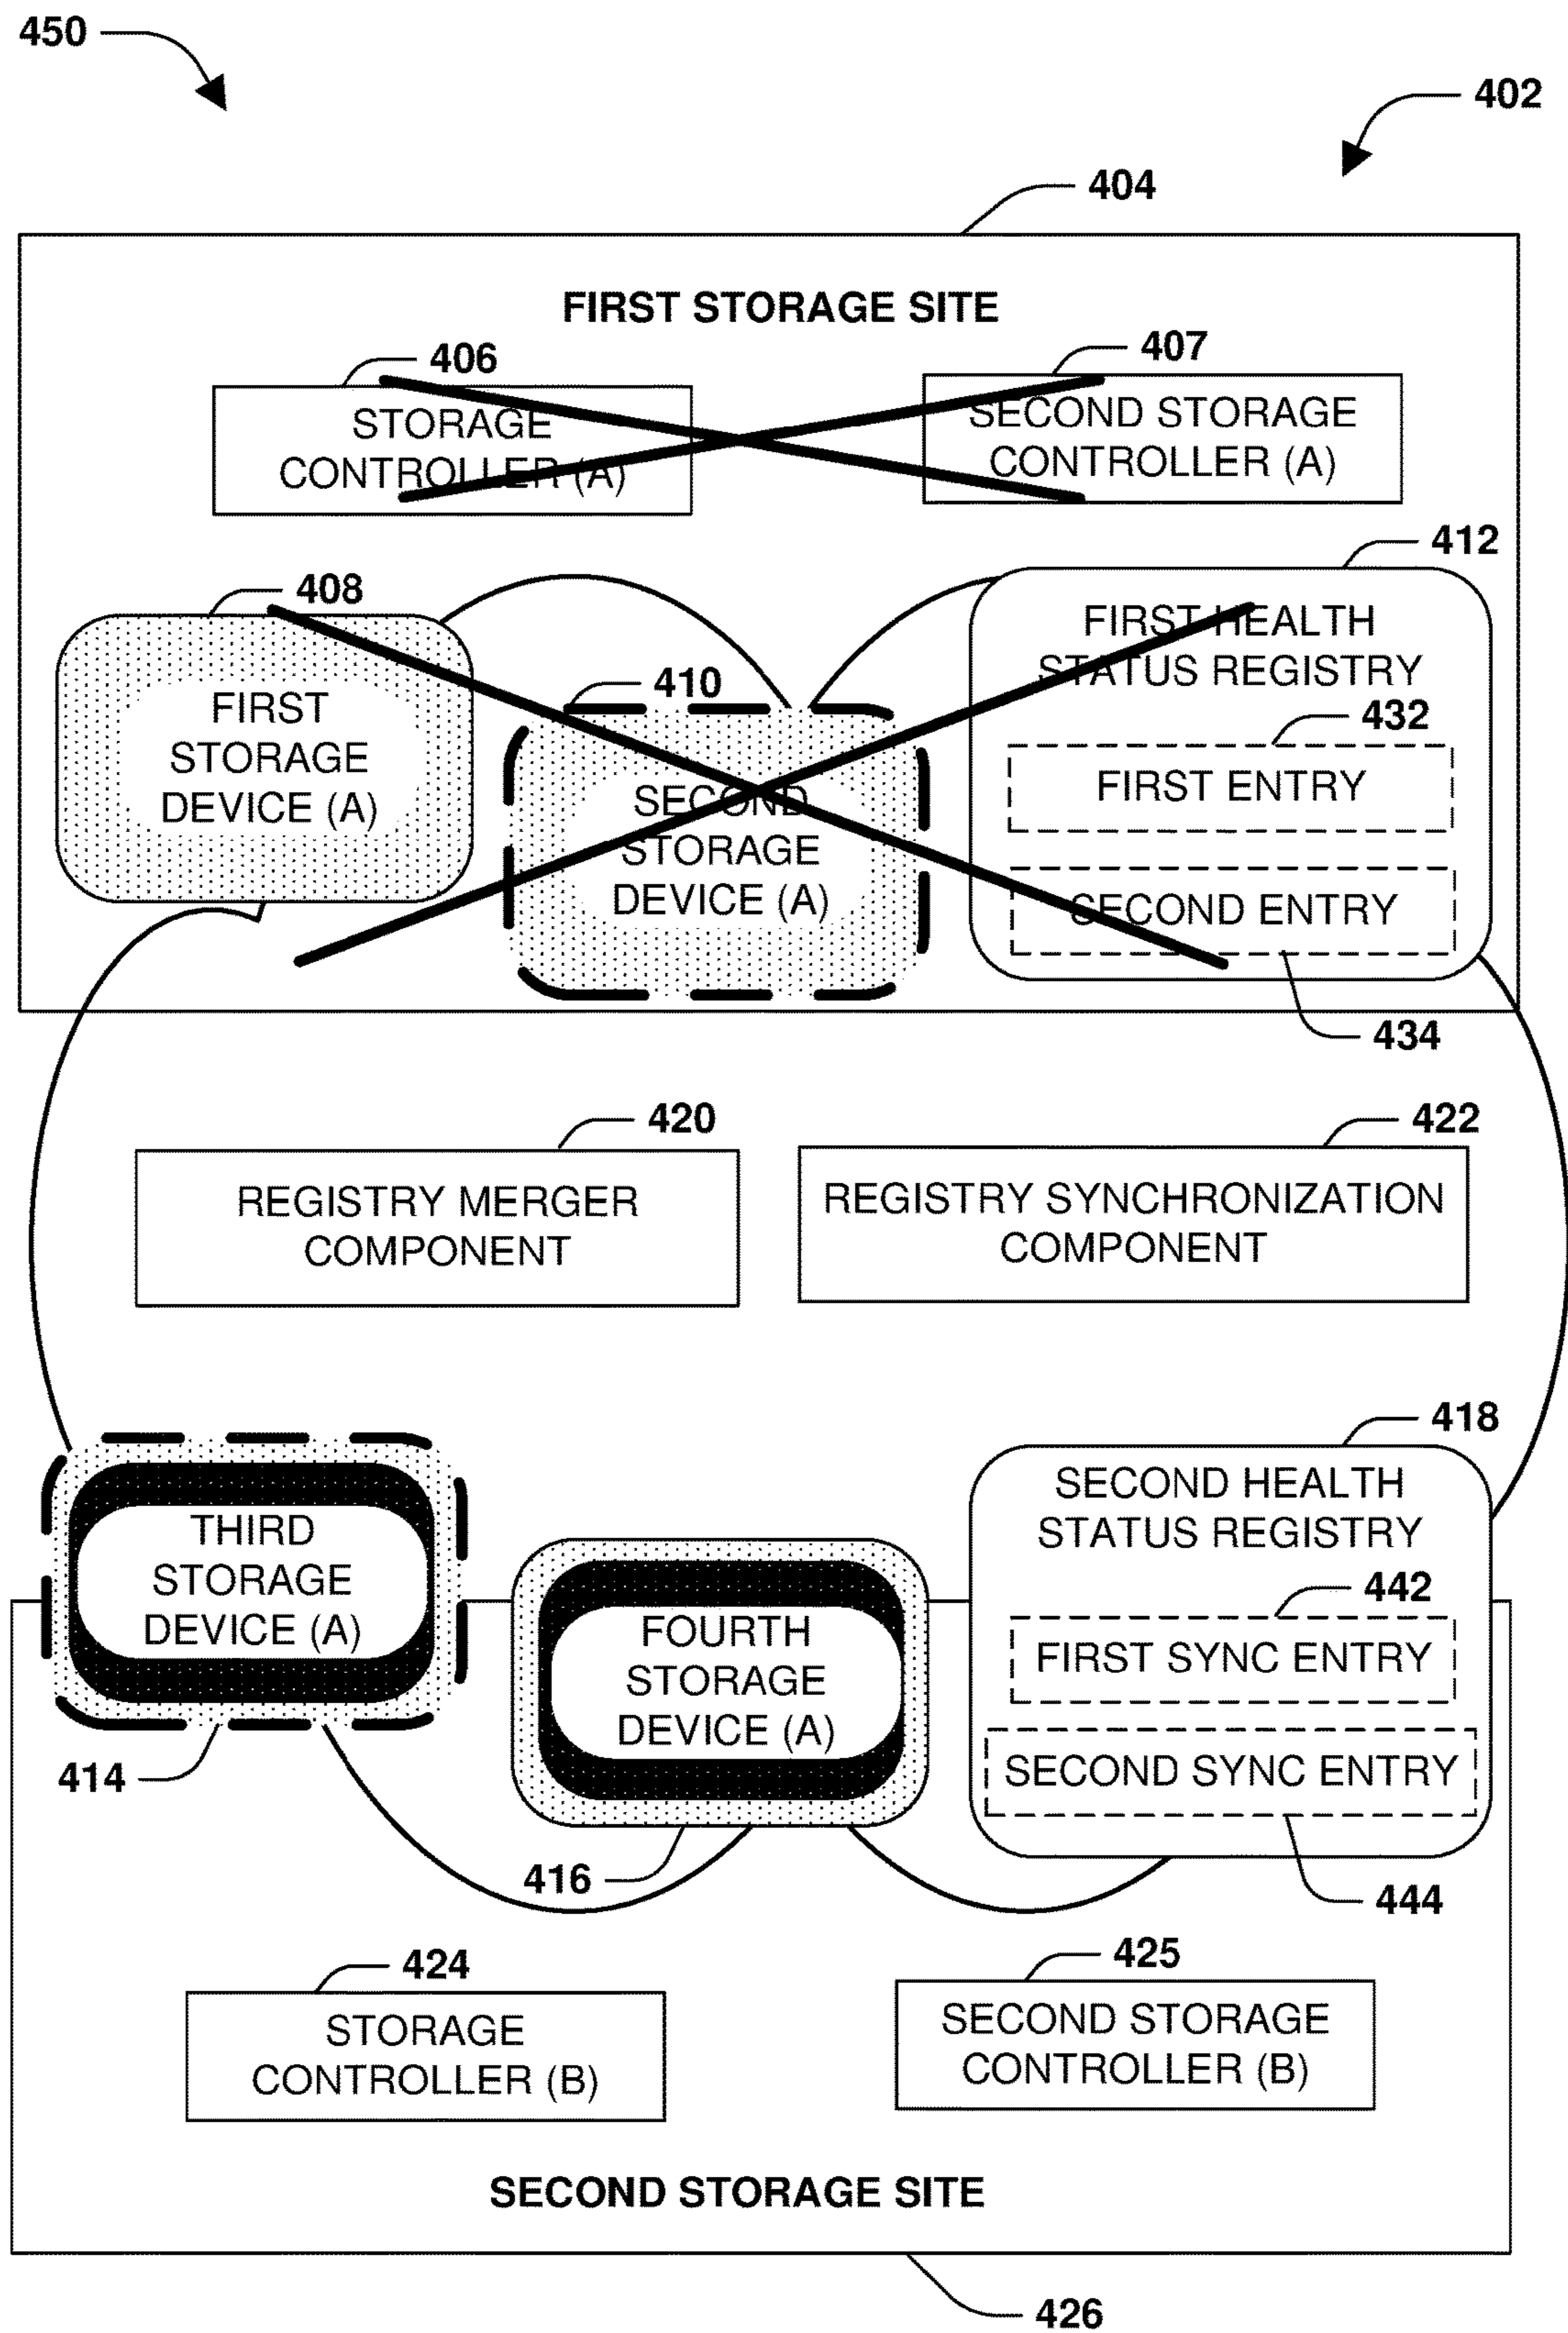 450
402
404
FIRST STORAGE SITE
406
407
STORAGE
CONTROLLER (A)
SECOND STORAGE
CONTROLLER (A)
412
408
FIRST HEALTH
STATUS REGISTRY
410
FIRST
STORAGE
DEVICE (A)
432
FIRST ENTRY
SECOND
STORAGE
DEVICE (A)
SECOND ENTRY
434
420
422
REGISTRY MERGER
COMPONENT
REGISTRY SYNCHRONIZATION
COMPONENT
418
THIRD
STORAGE
DEVICE (A)
SECOND HEALTH
STATUS REGISTRY
442
FOURTH
STORAGE
DEVICE (A)
FIRST SYNC ENTRY
SECOND SYNC ENTRY
414
416
444
424
425
STORAGE
CONTROLLER (B)
SECOND STORAGE
CONTROLLER (B)
SECOND STORAGE SITE
426